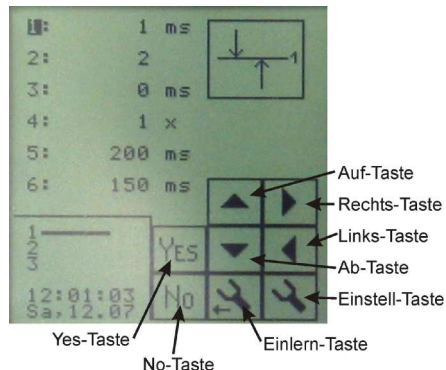 1: 1 ms
2: 2
3: 0 ms
4: 1 x
5: 200 ms
6: 150 ms
1
1
2
3
12:01:03
Sa,12.07
YES
No
Auf-Taste
Rechts-Taste
Links-Taste
Ab-Taste
Einstell-Taste
Einlern-Taste
No-Taste
Yes-Taste